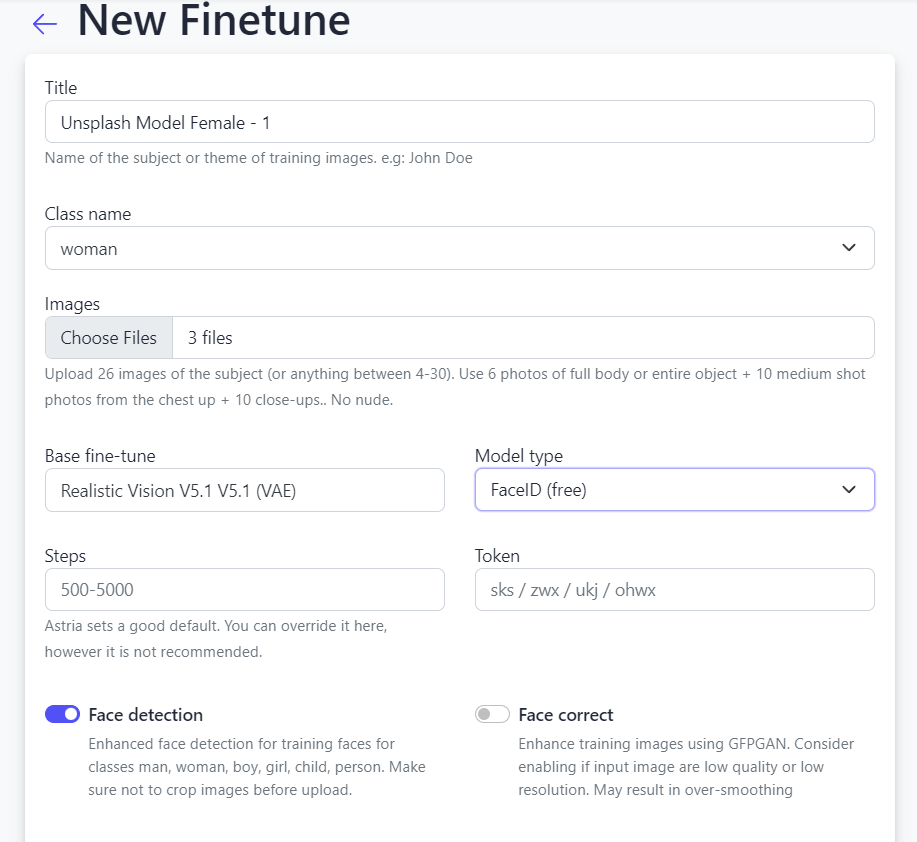 New Finetune
Title
Unsplash Model Female - 1
Name of the subject or theme of training images. e.g: John Doe
Class name
woman
Images
Choose Files 3 files
Upload 26 images of the subject (or anything between 4-30). Use 6 photos of full body or entire object + 10 medium shot
photos from the chest up + 10 close-ups.. No nude.
Base fine-tune
Realistic Vision V5.1 V5.1 (VAE)
Model type
FaceID (free)
Steps
500-5000
Astria sets a good default. You can override it here,
however it is not recommended.
Token
sks / zwx / ukj / ohwx
Face detection
Enhanced face detection for training faces for
classes man, woman, boy, girl, child, person. Make
sure not to crop images before upload.
Face correct
Enhance training images using GFPGAN. Consider
enabling if input image are low quality or low
resolution. May result in over-smoothing